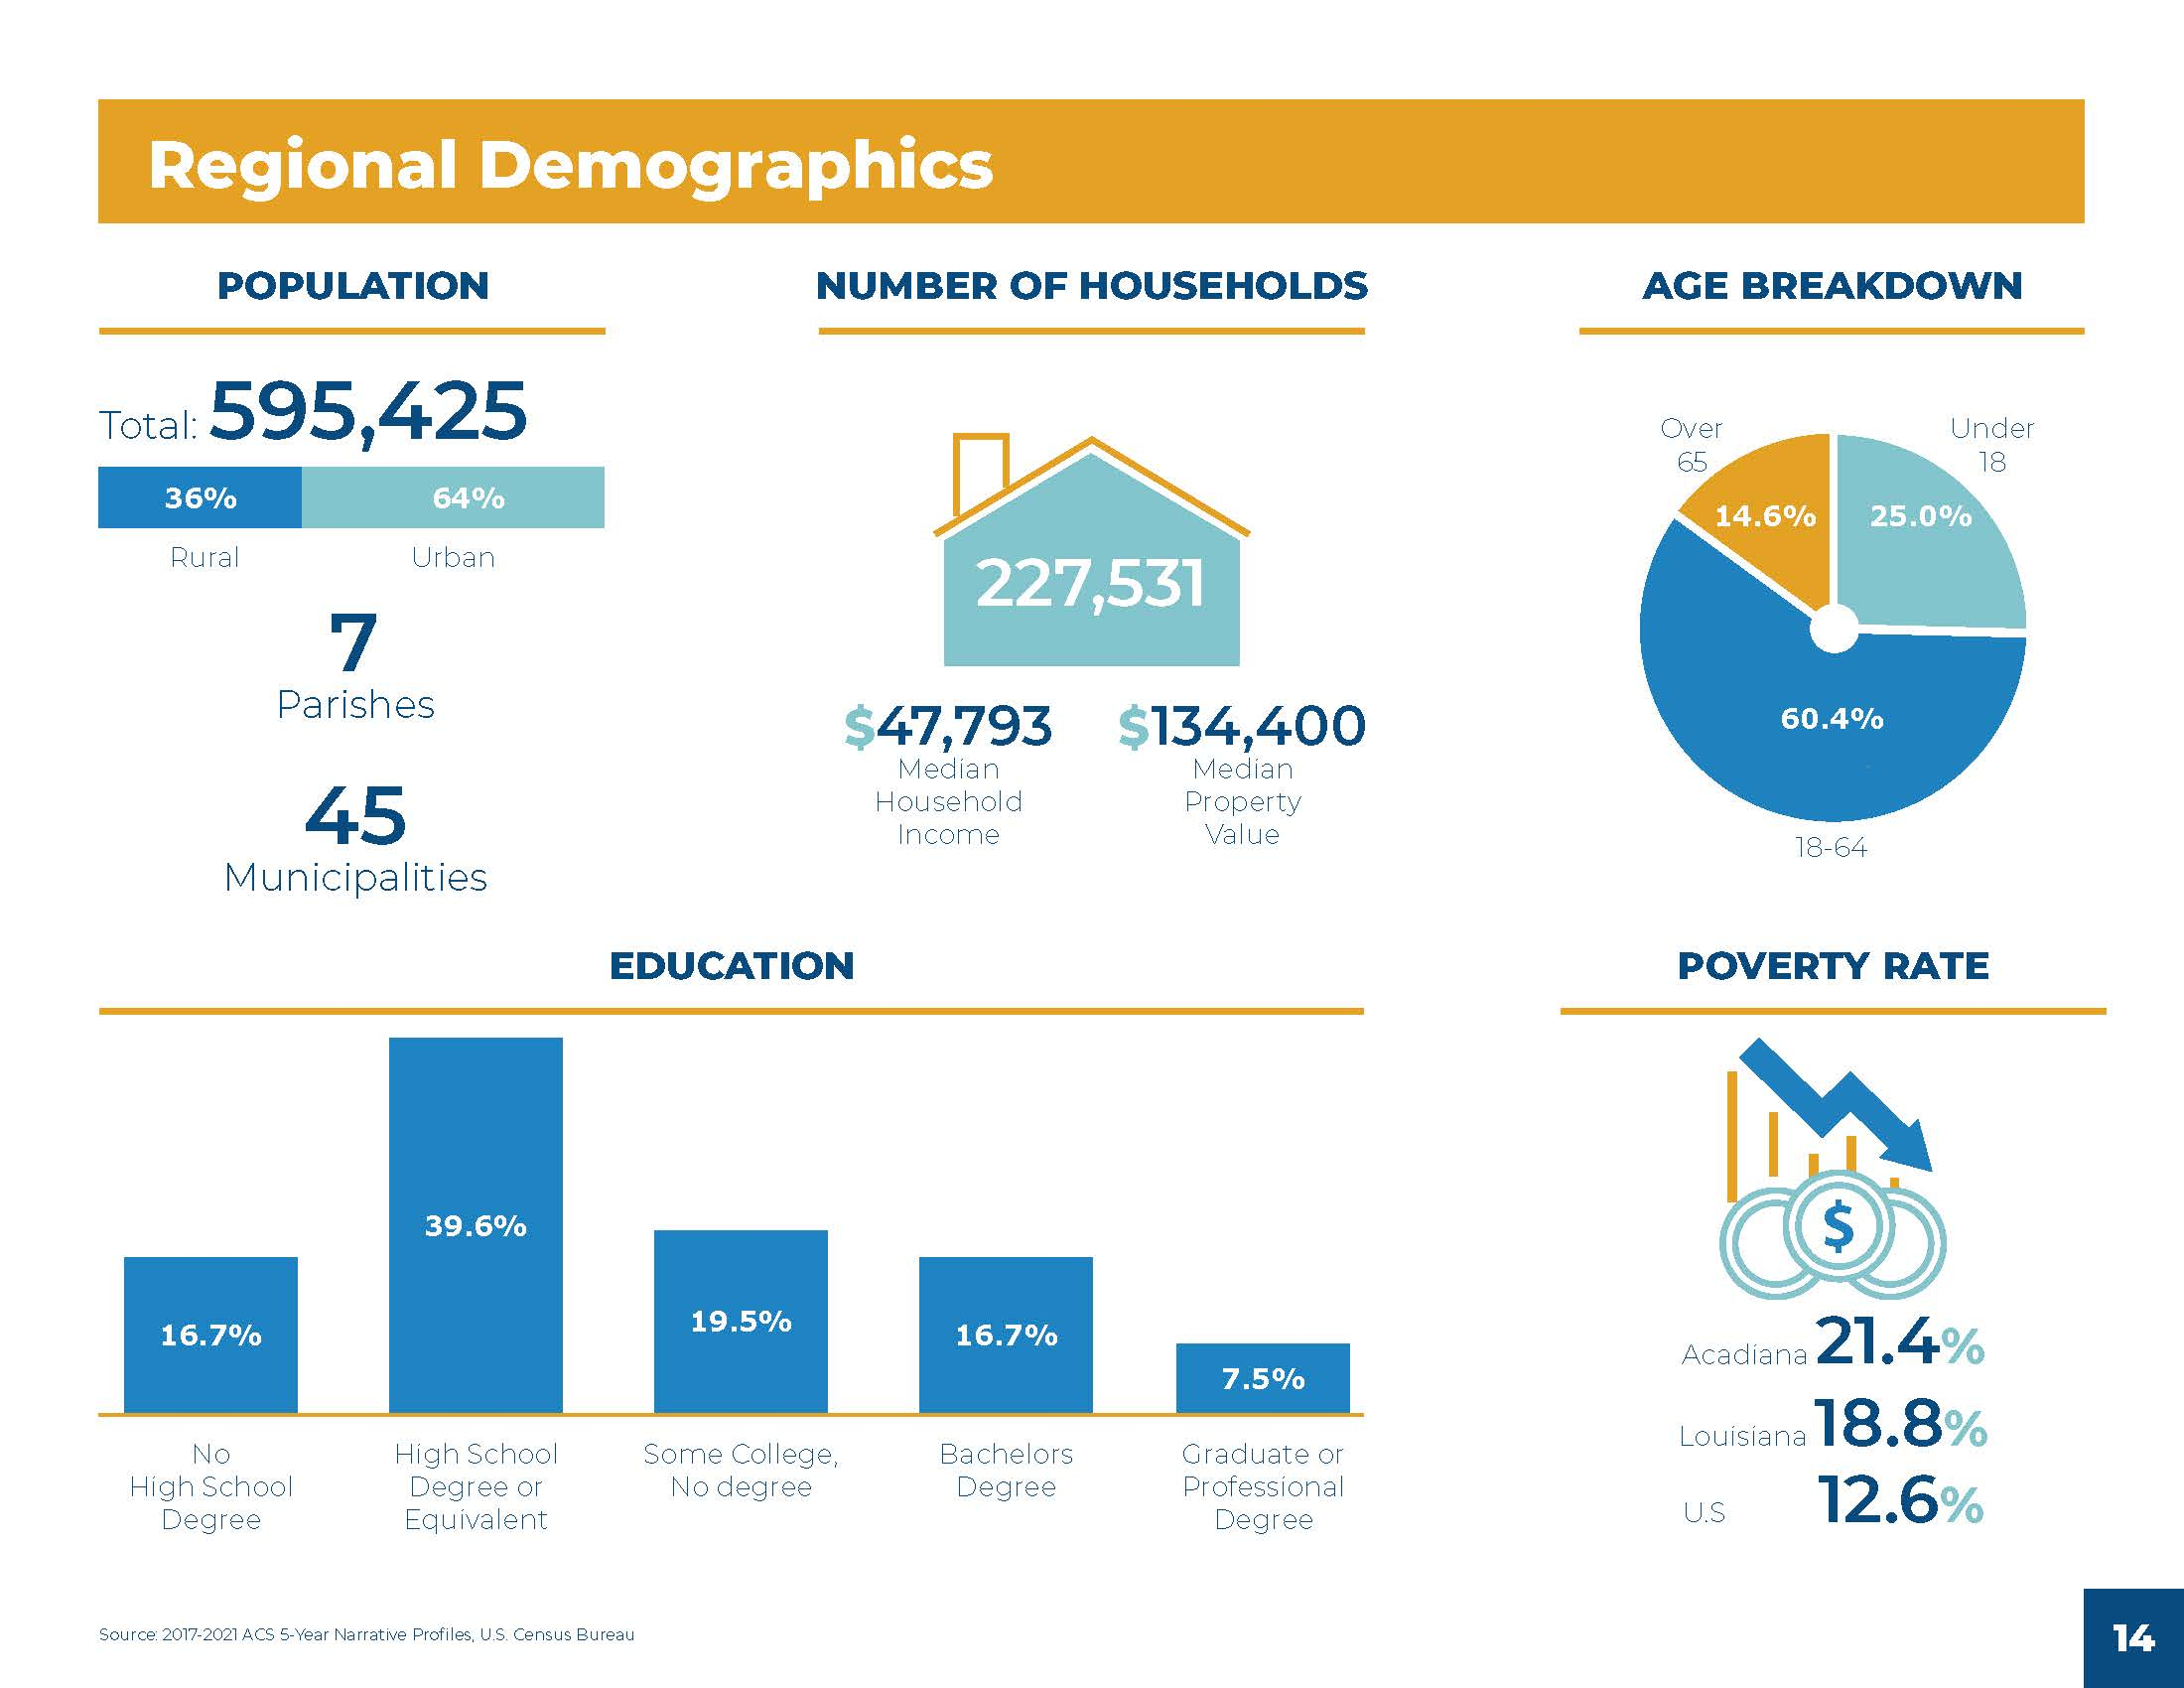 Regional Demographics
POPULATION
Total: 595,425
36%
64%
Rural
Urban
7
Parishes
45
Municipalities
NUMBER OF HOUSEHOLDS
227,531
$47,793
Median
Household
Income
$134,400
Median
Property
Value
AGE BREAKDOWN
Over
65
Under
18
14.6%
25.0%
60.4%
18-64
EDUCATION
16.7%
39.6%
19.5%
16.7%
7.5%
No
High School
Degree
High School
Degree or
Equivalent
Some College,
No degree
Bachelors
Degree
Graduate or
Professional
Degree
POVERTY RATE
$
Acadiana 21.4%
Louisiana 18.8%
U.S 12.6%
Source: 2017-2021 ACS 5-Year Narrative Profiles, U.S. Census Bureau
14